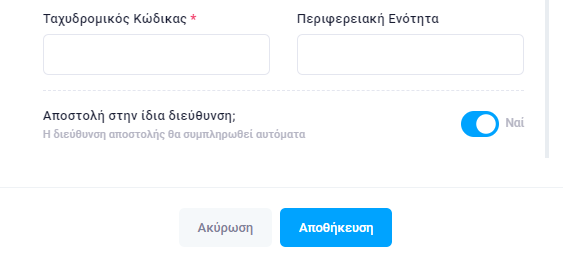 Ταχυδρομικός Κώδικας * Περιφερειακή Ενότητα
Αποστολή στην ίδια διεύθυνση;
Η διεύθυνση αποστολής θα συμπληρωθεί αυτόματα
Ναί
Ακύρωση Αποθήκευση